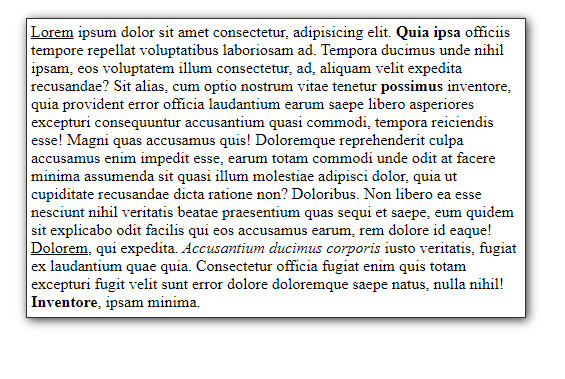 Lorem ipsum dolor sit amet consectetur, adipisicing elit. Quia ipsa officiis
tempore repellat voluptatibus laboriosam ad. Tempora ducimus unde nihil
ipsam, eos voluptatem illum consectetur, ad, aliquam velit expedita
recusandae? Sit alias, cum optio nostrum vitae tenetur possimus inventore,
quia provident error officia laudantium earum saepe libero asperiores
excepturi consequuntur accusantium quasi commodi, tempora reiciendis
esse! Magni quas accusamus quis! Doloremque reprehenderit culpa
accusamus enim impedit esse, earum totam commodi unde odit at facere
minima assumenda sit quasi illum molestiae adipisci dolor, quia ut
cupiditate recusandae dicta ratione non? Doloribus. Non libero ea esse
nesciunt nihil veritatis beatae praesentium quas sequi et saepe, eum quidem
sit explicabo odit facilis qui eos accusamus earum, rem dolore id eaque!
Dolorem, qui expedita. Accusantium ducimus corporis iusto veritatis, fugiat
ex laudantium quae quia. Consectetur officia fugiat enim quis totam
excepturi fugit velit sunt error dolore doloremque saepe natus, nulla nihil!
Inventore, ipsam minima.